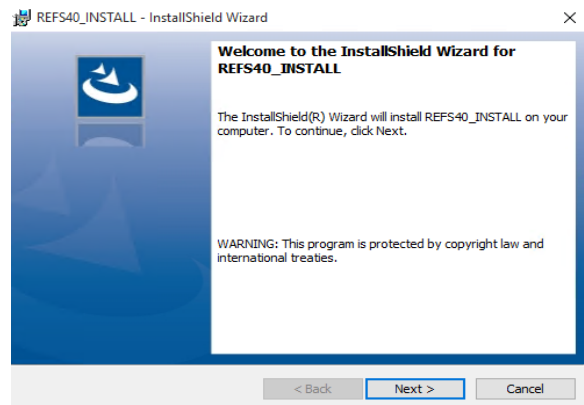 REFS40_INSTALL - InstallShield Wizard
Welcome to the InstallShield Wizard for
REFS40_INSTALL
The InstallShield(R) Wizard will install REFS40_INSTALL on your
computer. To continue, click Next.
WARNING: This program is protected by copyright law and
international treaties.
< Back Next > Cancel